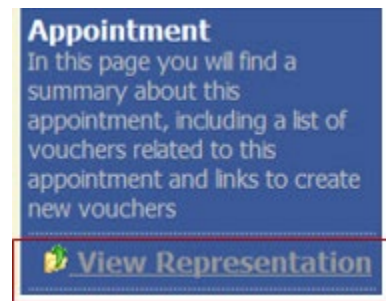 Appointment
In this page you will find a
summary about this
appointment, including a list of
vouchers related to this
appointment and links to create
new vouchers
View Representation